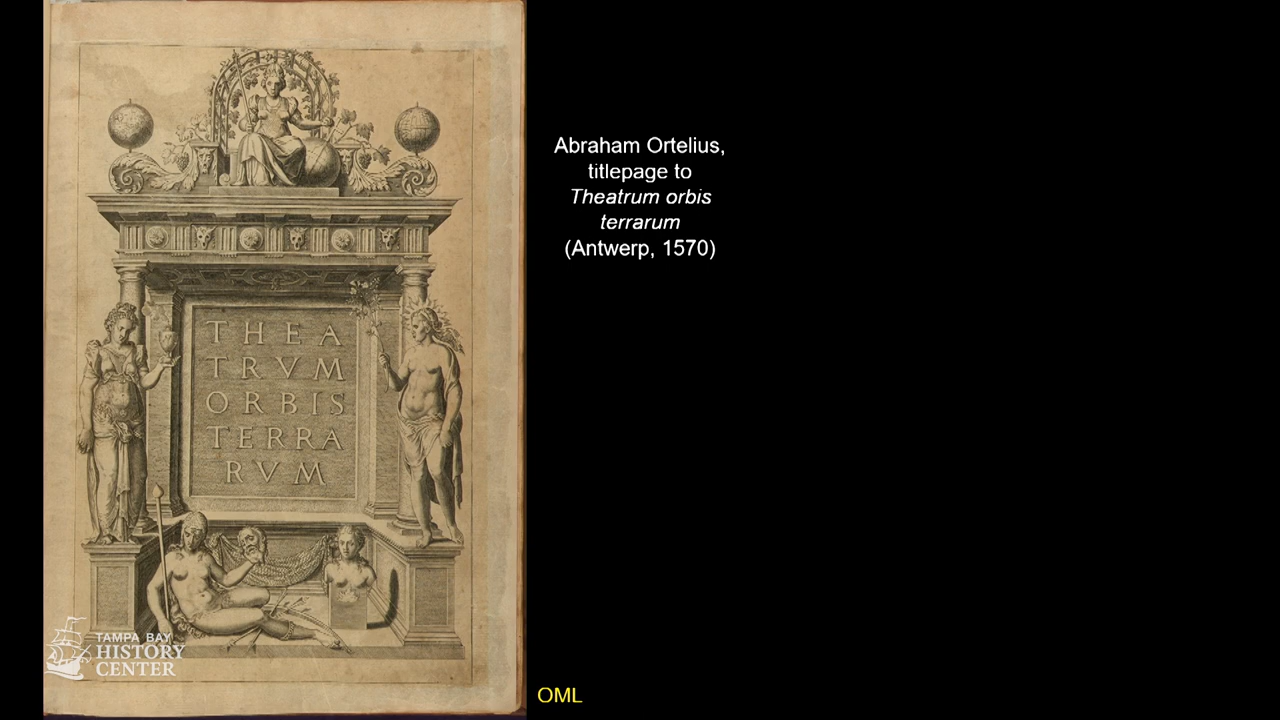 THEA
TRVM
ORBIS
TERRA
RVM
Abraham Ortelius,
titlepage to
Theatrum orbis
terrarum
(Antwerp, 1570)
TAMPA BAY
HISTORY
CENTER
OML